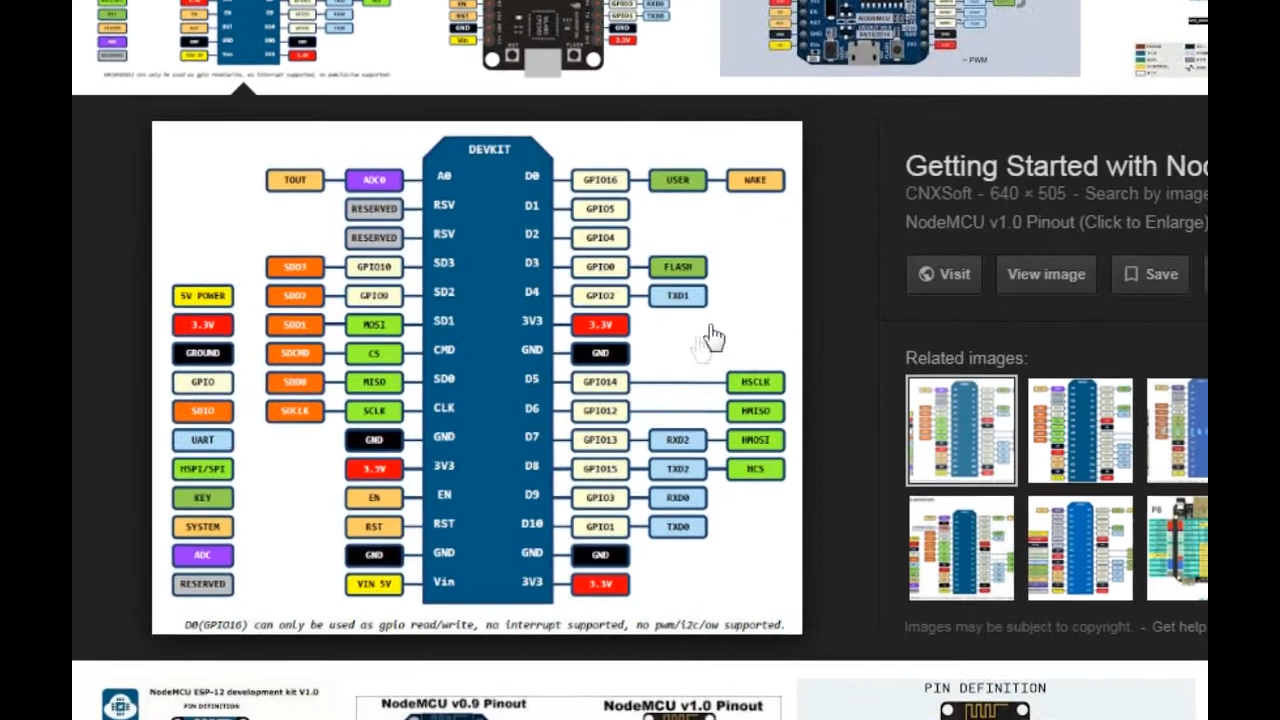 NODEMCU
- PWM
DEVKIT
TOUT ADC0 A0 D0 GPIO16 USER WAKE
RESERVED RSV D1 GPIO5
RESERVED RSV D2 GPIO4
SDD3 GPIO10 SD3 D3 GPIO0 FLASH
5V POWER SDD2 GPIO9 SD2 D4 GPIO2 TXD1
3.3V SDD1 MOSI SD1 3V3 3.3V
GROUND SDCMD CS CMD GND GND
GPIO SDD0 MISO SD0 D5 GPIO14 HSCLK
SDIO SDCLK SCLK CLK D6 GPIO12 HMISO
UART GND GND D7 GPIO13 RXD2 HMOSI
HSPI/SPI 3.3V 3V3 D8 GPIO15 TXD2 HCS
KEY EN EN D9 GPIO3 RXD0
SYSTEM RST RST D10 GPIO1 TXD0
ADC GND GND GND GND
RESERVED VIN 5V Vin 3V3 3.3V
D0(GPIO16) can only be used as gpio read/write, no interrupt supported, no pwm/i2c/ow supported.
Getting Started with No
CNXSoft - 640 × 505 - Search by image
NodeMCU v1.0 Pinout (Click to Enlarge)
Visit View image Save
Related images:
P8
Images may be subject to copyright. - Get help
NodeMCU ESP-12 development kit V1.0
PIN DEFINITION
NodeMCU v0.9 Pinout
NodeMCU v1.0 Pinout
PIN DEFINITION